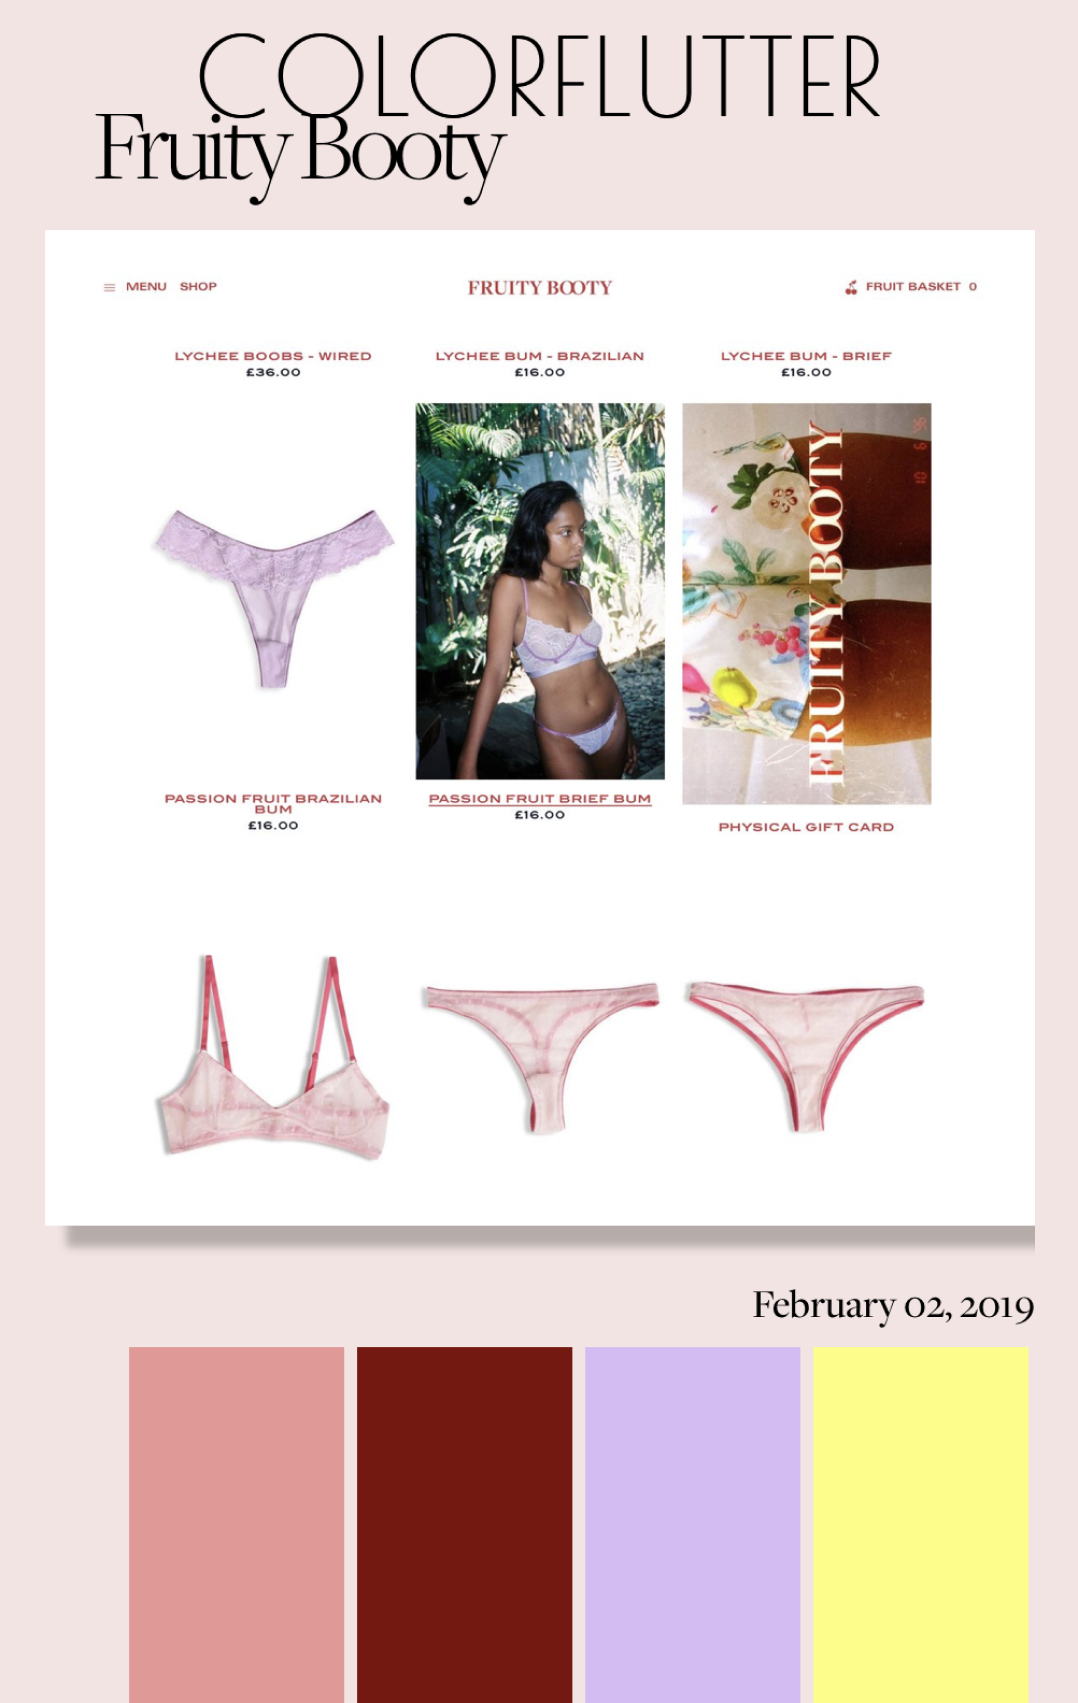 COLORFLUTTER
Fruity Booty
MENU SHOP
FRUITY BOOTY
FRUIT BASKET 0
LYCHEE BOOBS - WIRED
£36.00
LYCHEE BUM - BRAZILIAN
£16.00
LYCHEE BUM - BRIEF
£16.00
FRUITY BOOTY
PASSION FRUIT BRAZILIAN
BUM
£16.00
PASSION FRUIT BRIEF BUM
£16.00
PHYSICAL GIFT CARD
February 02, 2019